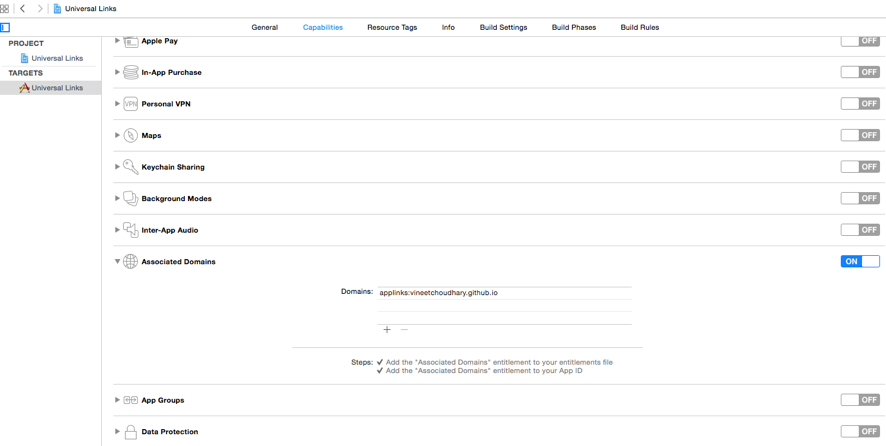 Universal Links
General Capabilities Resource Tags Info Build Settings Build Phases Build Rules
PROJECT
Universal Links
TARGETS
Universal Links
Apple Pay OFF
In-App Purchase OFF
VPN Personal VPN OFF
Maps OFF
Keychain Sharing OFF
Background Modes OFF
Inter-App Audio OFF
Associated Domains ON
Domains: applinks:vineetchoudhary.github.io
Steps: ✓ Add the "Associated Domains" entitlement to your entitlements file
✓ Add the "Associated Domains" entitlement to your App ID
App Groups OFF
Data Protection OFF